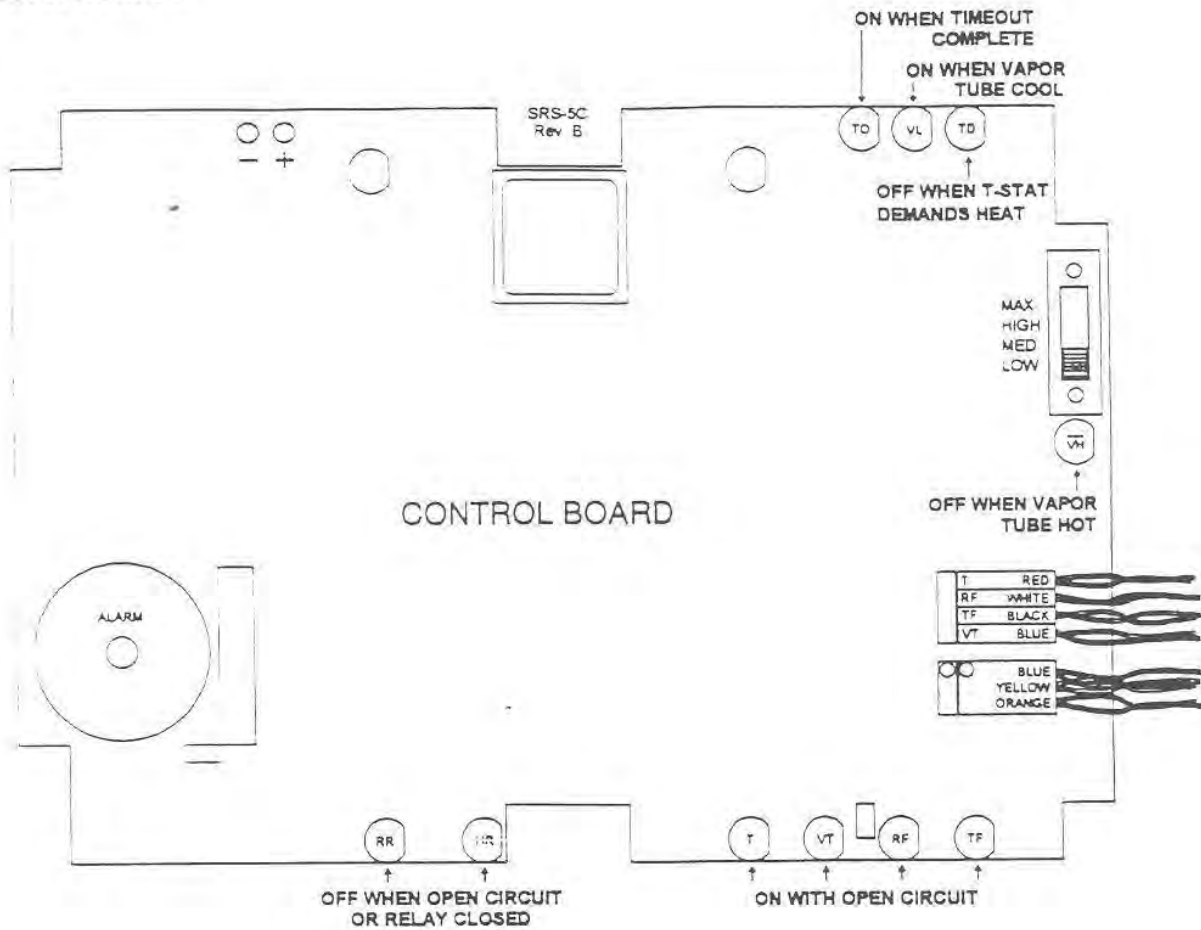 ON WHEN TIMEOUT
COMPLETE
ON WHEN VAPOR
TUBE COOL
SRS-5C
Rev B
TO
VL
TD
- +
OFF WHEN T-STAT
DEMANDS HEAT
MAX
HIGH
MED
LOW
VH
OFF WHEN VAPOR
TUBE HOT
CONTROL BOARD
ALARM
T RED
RF WHITE
TF BLACK
VT BLUE
BLUE
YELLOW
ORANGE
RR
T
VT
RF
TF
OFF WHEN OPEN CIRCUIT
OR RELAY CLOSED
ON WITH OPEN CIRCUIT